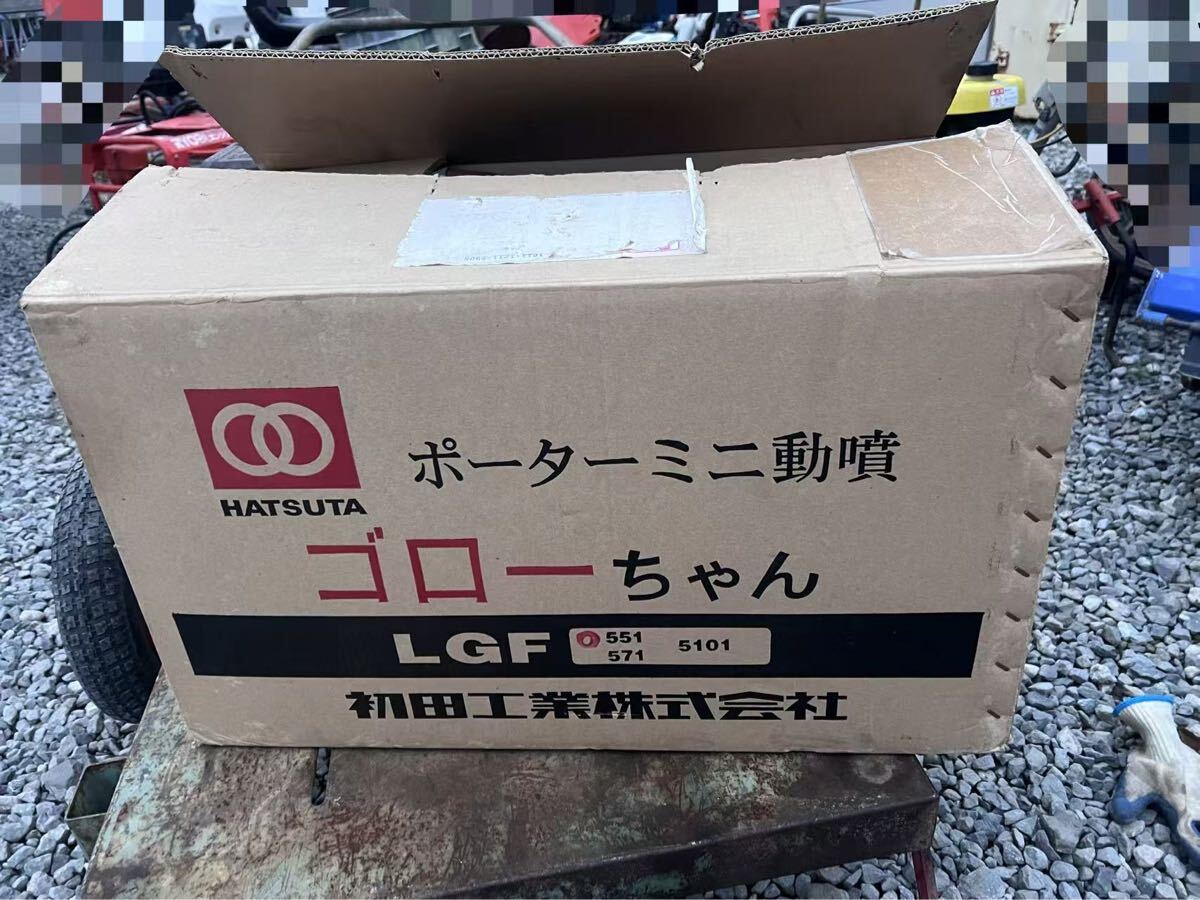 HATSUTA
ポーターミニ動噴
ゴローちゃん
LGF 551 5101
571
初田工業株式会社